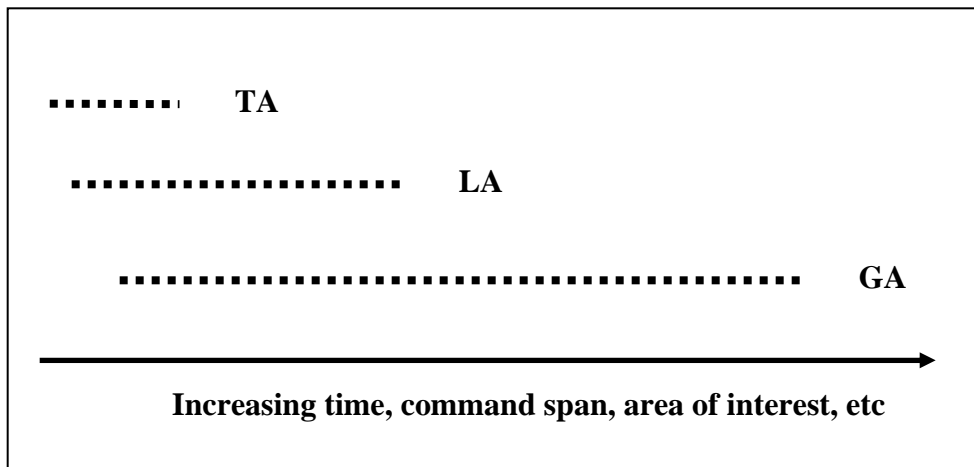 TA
LA
GA
Increasing time, command span, area of interest, etc